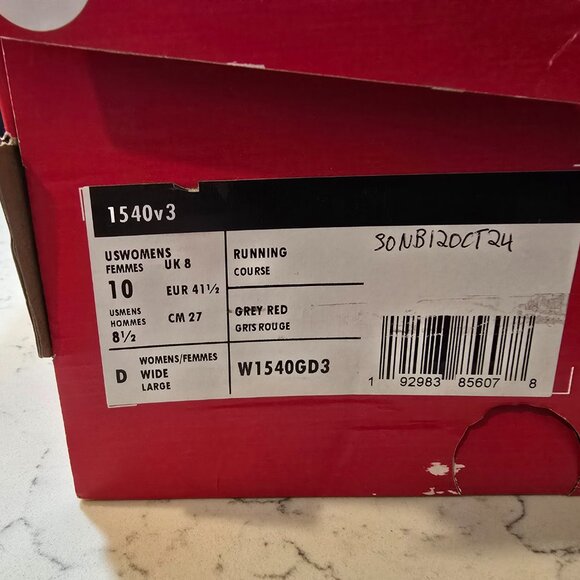 1540v3
30NB12OCT24
USWOMENS
FEMMES
UK 8
10
EUR 41½
USMENS
HOMMES
CM 27
8½
D
WOMENS/FEMMES
WIDE
LARGE
RUNNING
COURSE
GREY RED
GRIS ROUGE
W1540GD3
1 92983 85607 8